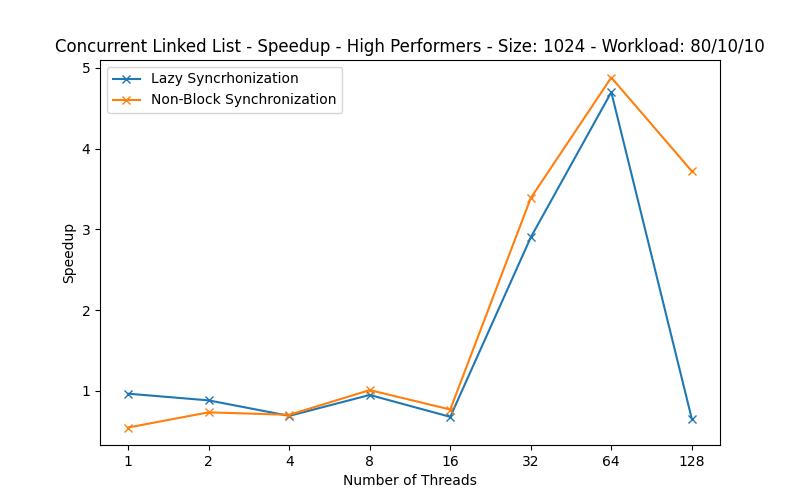 Concurrent Linked List - Speedup - High Performers - Size: 1024 - Workload: 80/10/10
Lazy Syncrhonization
Non-Block Synchronization
5
4
3
2
1
Speedup
1 2 4 8 16 32 64 128
Number of Threads